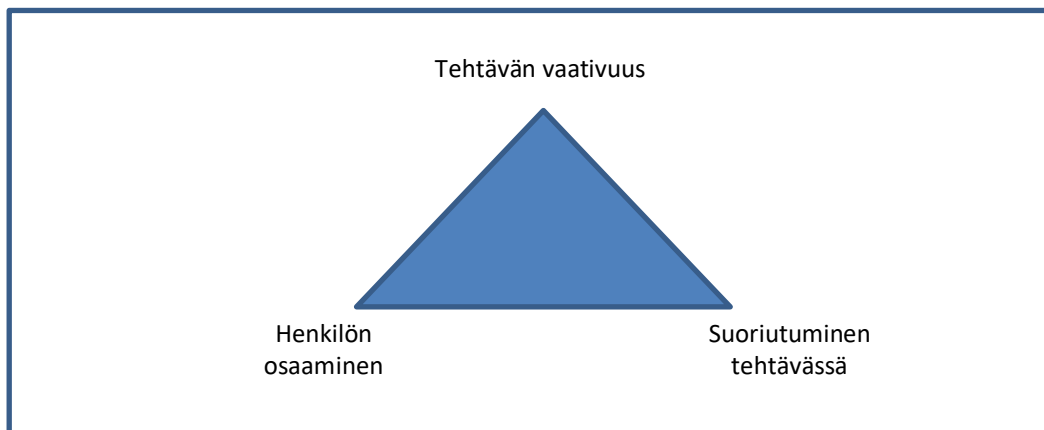 Tehtävän vaativuus
Henkilön
osaaminen
Suoriutuminen
tehtävässä